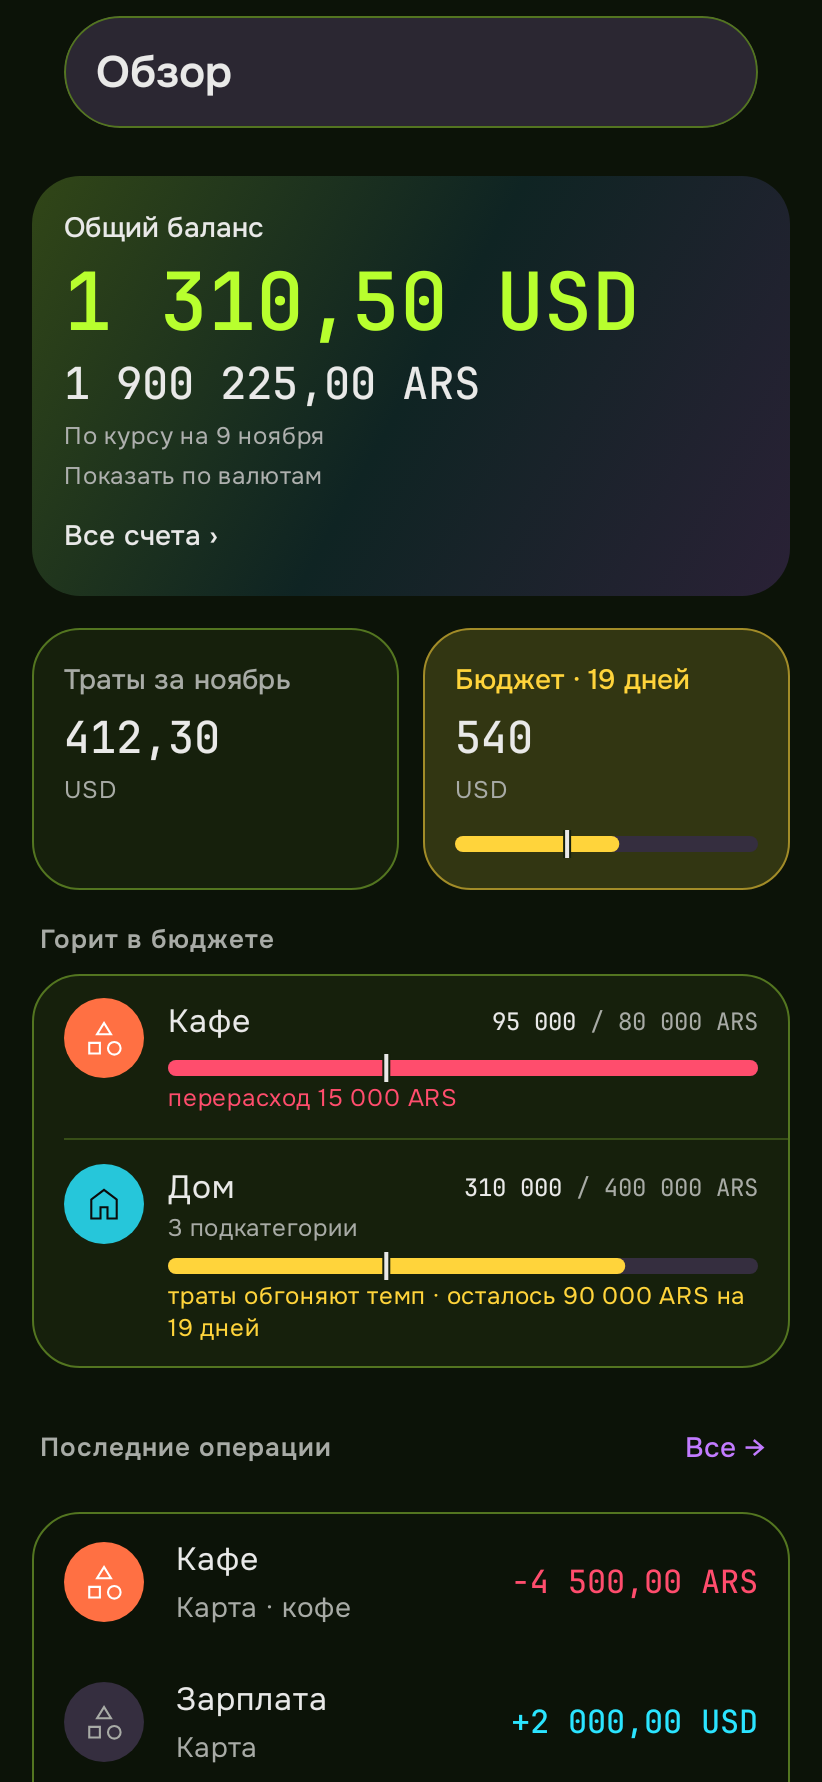 Обзор
Общий баланс
1 310,50 USD
1 900 225,00 ARS
По курсу на 9 ноября
Показать по валютам
Все счета ›
Траты за ноябрь
412,30
USD
Бюджет · 19 дней
540
USD
Горит в бюджете
Кафе
95 000 / 80 000 ARS
перерасход 15 000 ARS
Дом
310 000 / 400 000 ARS
3 подкатегории
траты обгоняют темп · осталось 90 000 ARS на
19 дней
Последние операции
Все →
Кафе
-4 500,00 ARS
Карта · кофе
Зарплата
+2 000,00 USD
Карта